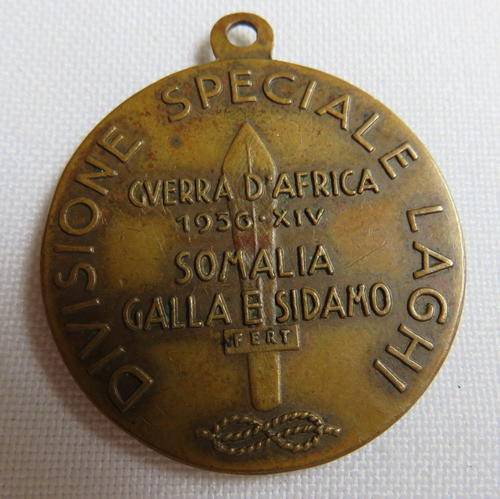 DIVISIONE SPECIALE LAGHI
GVERRA D'AFRICA
1936·XIV
SOMALIA
GALLA E SIDAMO
FERT